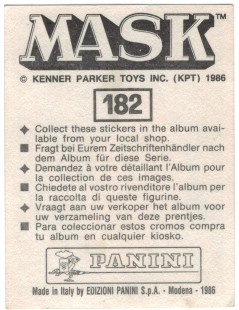 MASK™
© KENNER PARKER TOYS INC. (KPT) 1986
182
Collect these stickers in the album avai-
lable from your local shop.
Fragt bei Eurem Zeitschriftenhändler nach
dem Album für diese Serie.
Demandez à votre détaillant l'Album pour
la collection de ces images.
Chiedete al vostro rivenditore l'album per
la raccolta di queste figurine.
Vraagt aan uw verkoper het album voor
uw verzameling van deze prentjes.
Para coleccionar estos cromos compra
tu album en cualquier kiosko.
PANINI
Made in Italy by EDIZIONI PANINI S.p.A. - Modena - 1986